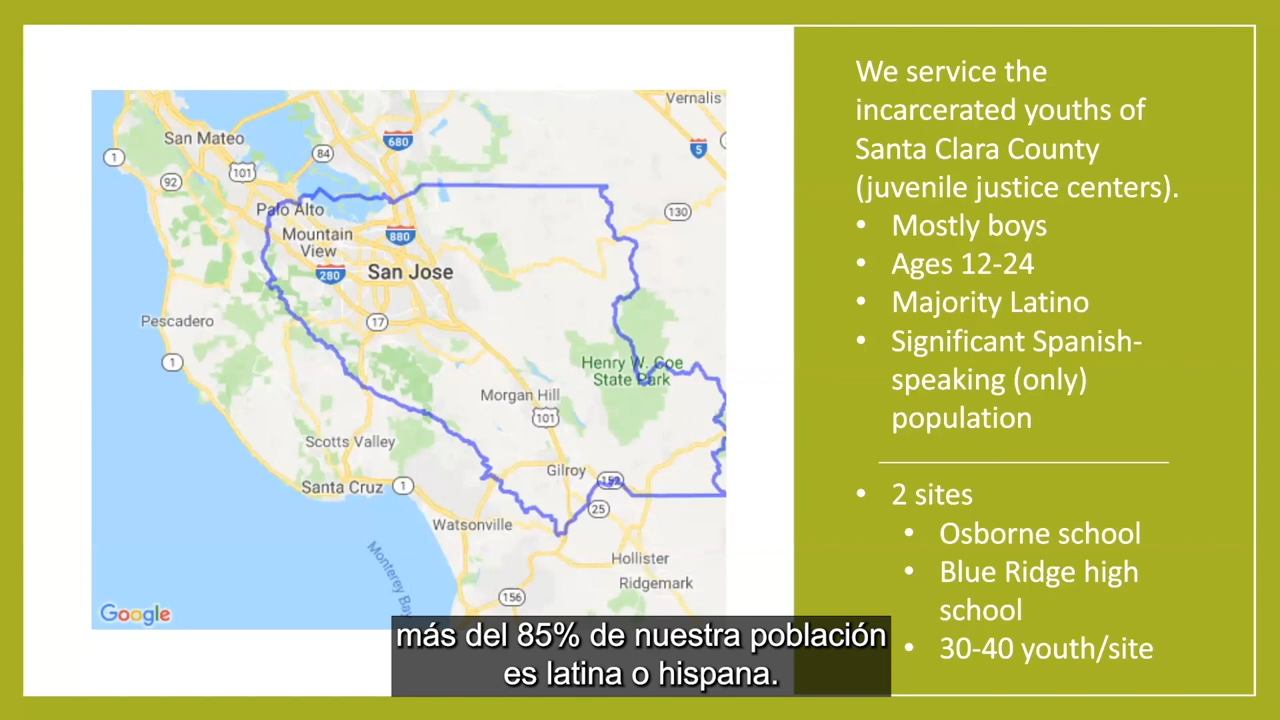 Vernalis
San Mateo
680
5
1
84
101
92
Palo Alto
130
Mountain
View
880
280
San Jose
Pescadero
17
1
Henry W. Coe
State Park
Morgan Hill
101
Scotts Valley
Gilroy
152
Santa Cruz
1
25
Watsonville
Monterey Bay
Hollister
Ridgemark
156
Google
We service the
incarcerated youths of
Santa Clara County
(juvenile justice centers).
• Mostly boys
• Ages 12-24
• Majority Latino
• Significant Spanish-
speaking (only)
population
• 2 sites
• Osborne school
• Blue Ridge high
school
• 30-40 youth/site
más del 85% de nuestra población
es latina o hispana.